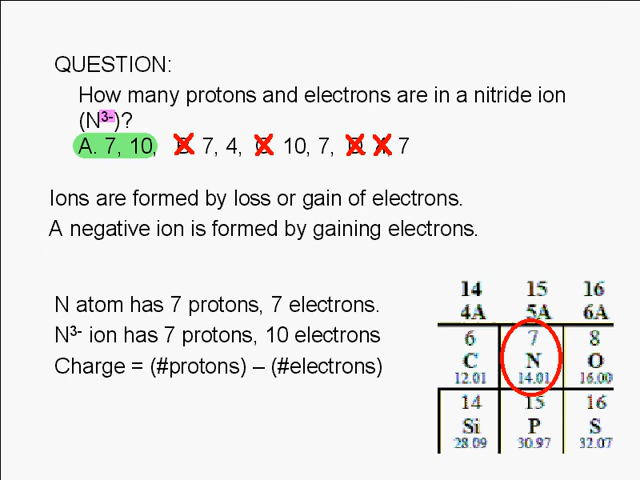 QUESTION:
How many protons and electrons are in a nitride ion
(N³⁻)?
A. 7, 10, 7, 4, 10, 7, 7
Ions are formed by loss or gain of electrons.
A negative ion is formed by gaining electrons.
N atom has 7 protons, 7 electrons.
N³⁻ ion has 7 protons, 10 electrons
Charge = (#protons) – (#electrons)
14 15 16
4A 5A 6A
6 7 8
C N O
12.01 14.01 16.00
14 15 16
Si P S
28.09 30.97 32.07